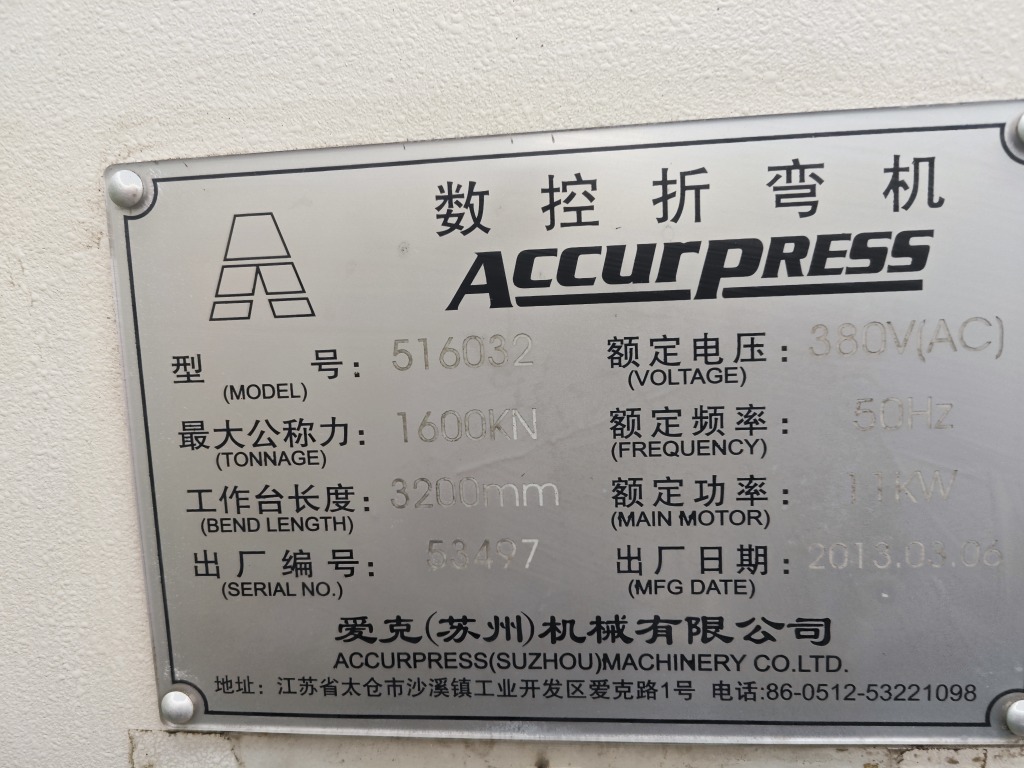 数控折弯机
ACCURPRESS
型号：516032 额定电压：380V(AC)
(MODEL) (VOLTAGE)
最大公称力：1600KN 额定频率：50Hz
(TONNAGE) (FREQUENCY)
工作台长度：3200mm 额定功率：11KW
(BEND LENGTH) (MAIN MOTOR)
出厂编号：53497 出厂日期：2013.03.06
(SERIAL NO.) (MFG DATE)
爱克(苏州)机械有限公司
ACCURPRESS(SUZHOU)MACHINERY CO.LTD.
地址：江苏省太仓市沙溪镇工业开发区爱克路1号 电话:86-0512-53221098